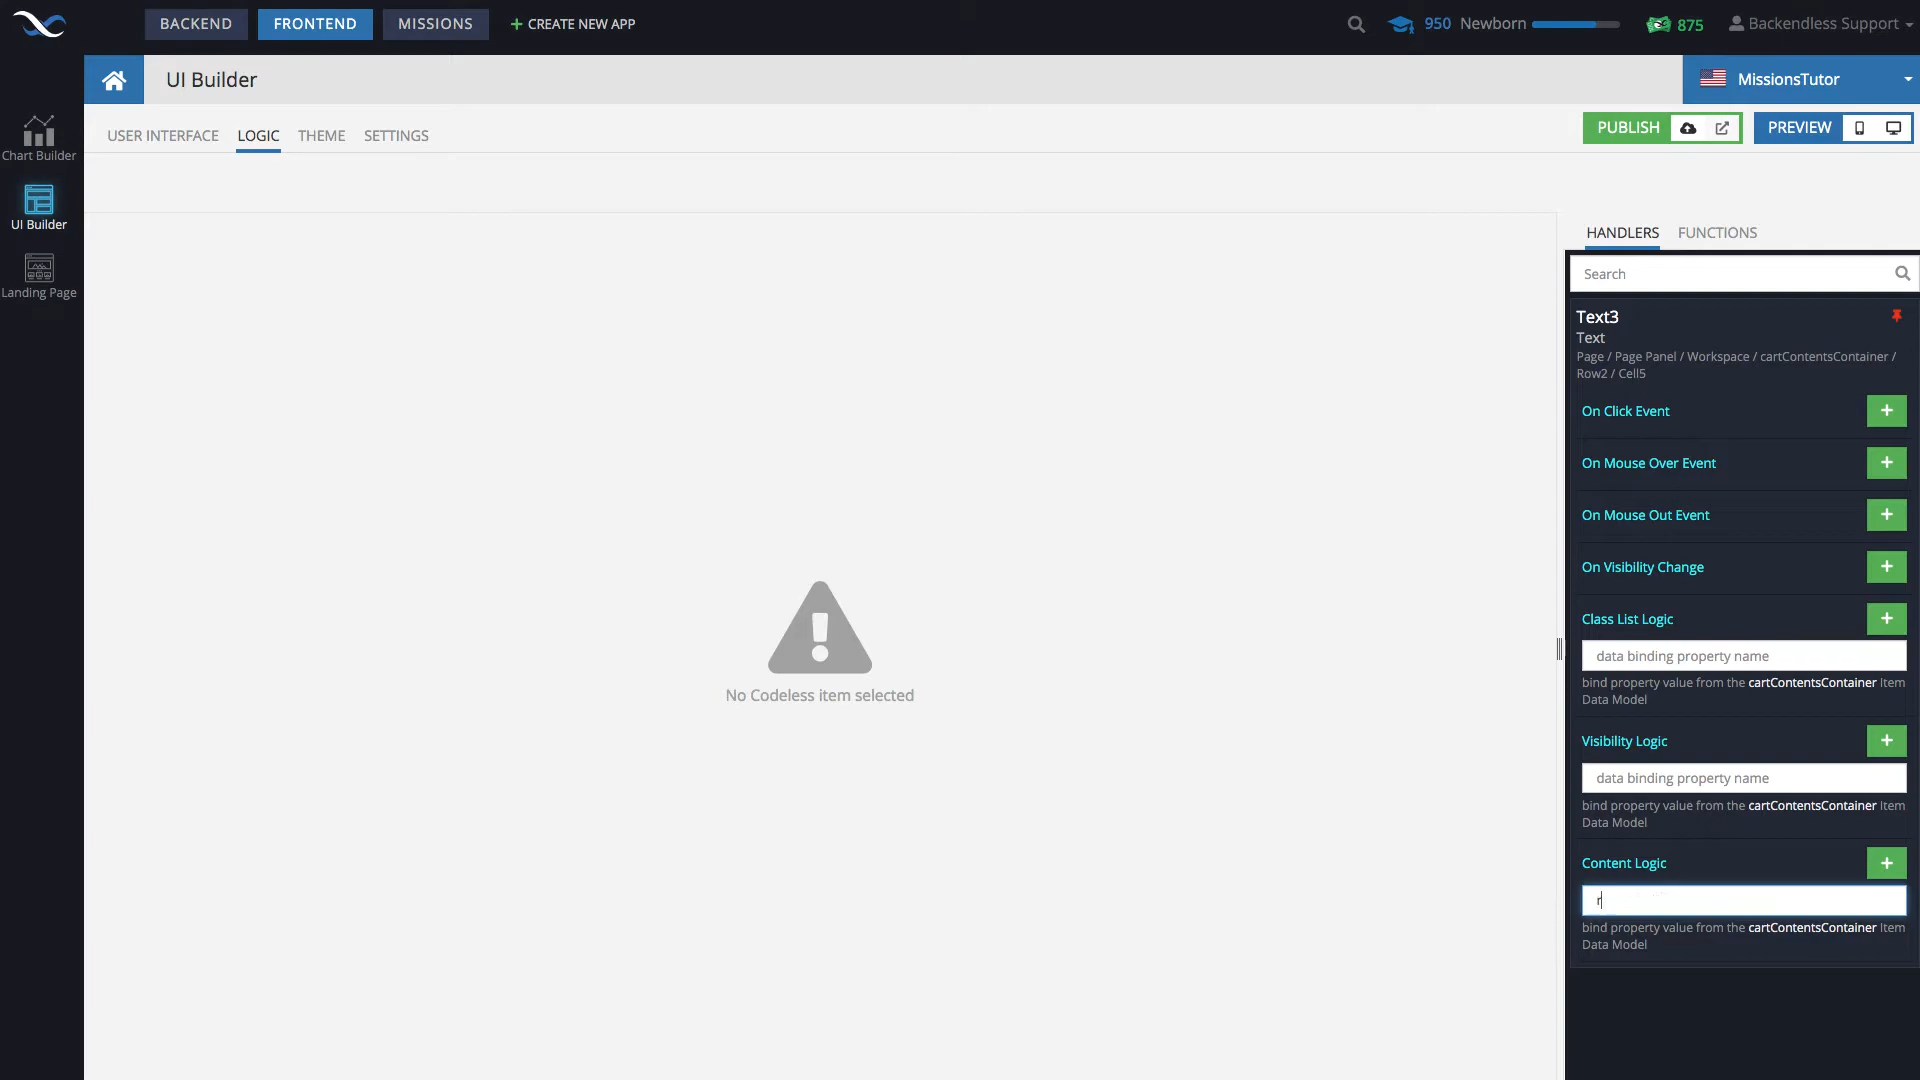 BACKEND
FRONTEND
MISSIONS
CREATE NEW APP
950 Newborn
875
Backendless Support
UI Builder
MissionsTutor
USER INTERFACE
LOGIC
THEME
SETTINGS
PUBLISH
PREVIEW
Chart Builder
UI Builder
Landing Page
HANDLERS
FUNCTIONS
Search
Text3
Text
Page / Page Panel / Workspace / cartContentsContainer /
Row2 / Cell5
On Click Event
On Mouse Over Event
On Mouse Out Event
On Visibility Change
Class List Logic
data binding property name
bind property value from the cartContentsContainer Item
Data Model
Visibility Logic
data binding property name
bind property value from the cartContentsContainer Item
Data Model
Content Logic
r
bind property value from the cartContentsContainer Item
Data Model
No Codeless item selected